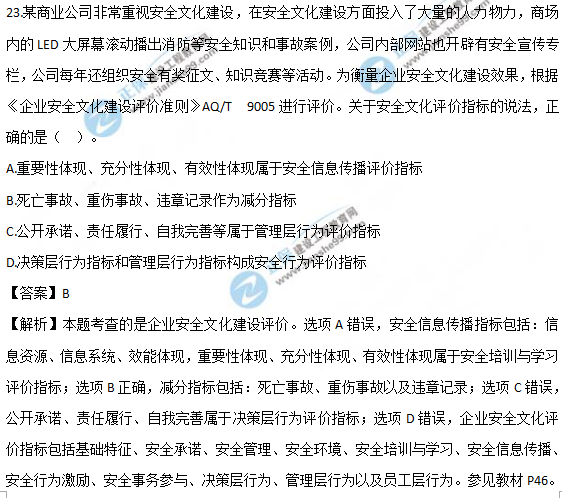 23.某商业公司非常重视安全文化建设，在安全文化建设方面投入了大量的人力物力，商场
内的 LED 大屏幕滚动播出消防等安全知识和事故案例，公司内部网站也开辟有安全宣传专
栏，公司每年还组织安全有奖征文、知识竞赛等活动。为衡量企业安全文化建设效果，根据
《企业安全文化建设评价准则》AQ/T 9005 进行评价。关于安全文化评价指标的说法，正
确的是（ ）。
A.重要性体现、充分性体现、有效性体现属于安全信息传播评价指标
B.死亡事故、重伤事故、违章记录作为减分指标
C.公开承诺、责任履行、自我完善等属于管理层行为评价指标
D.决策层行为指标和管理层行为指标构成安全行为评价指标
【答案】B
【解析】本题考查的是企业安全文化建设评价。选项 A 错误，安全信息传播指标包括：信
息资源、信息系统、效能体现，重要性体现、充分性体现、有效性体现属于安全培训与学习
评价指标；选项 B 正确，减分指标包括：死亡事故、重伤事故以及违章记录；选项 C 错误，
公开承诺、责任履行、自我完善属于决策层行为评价指标；选项 D 错误，企业安全文化评
价指标包括基础特征、安全承诺、安全管理、安全环境、安全培训与学习、安全信息传播、
安全行为激励、安全事务参与、决策层行为、管理层行为以及员工层行为。参见教材 P46。